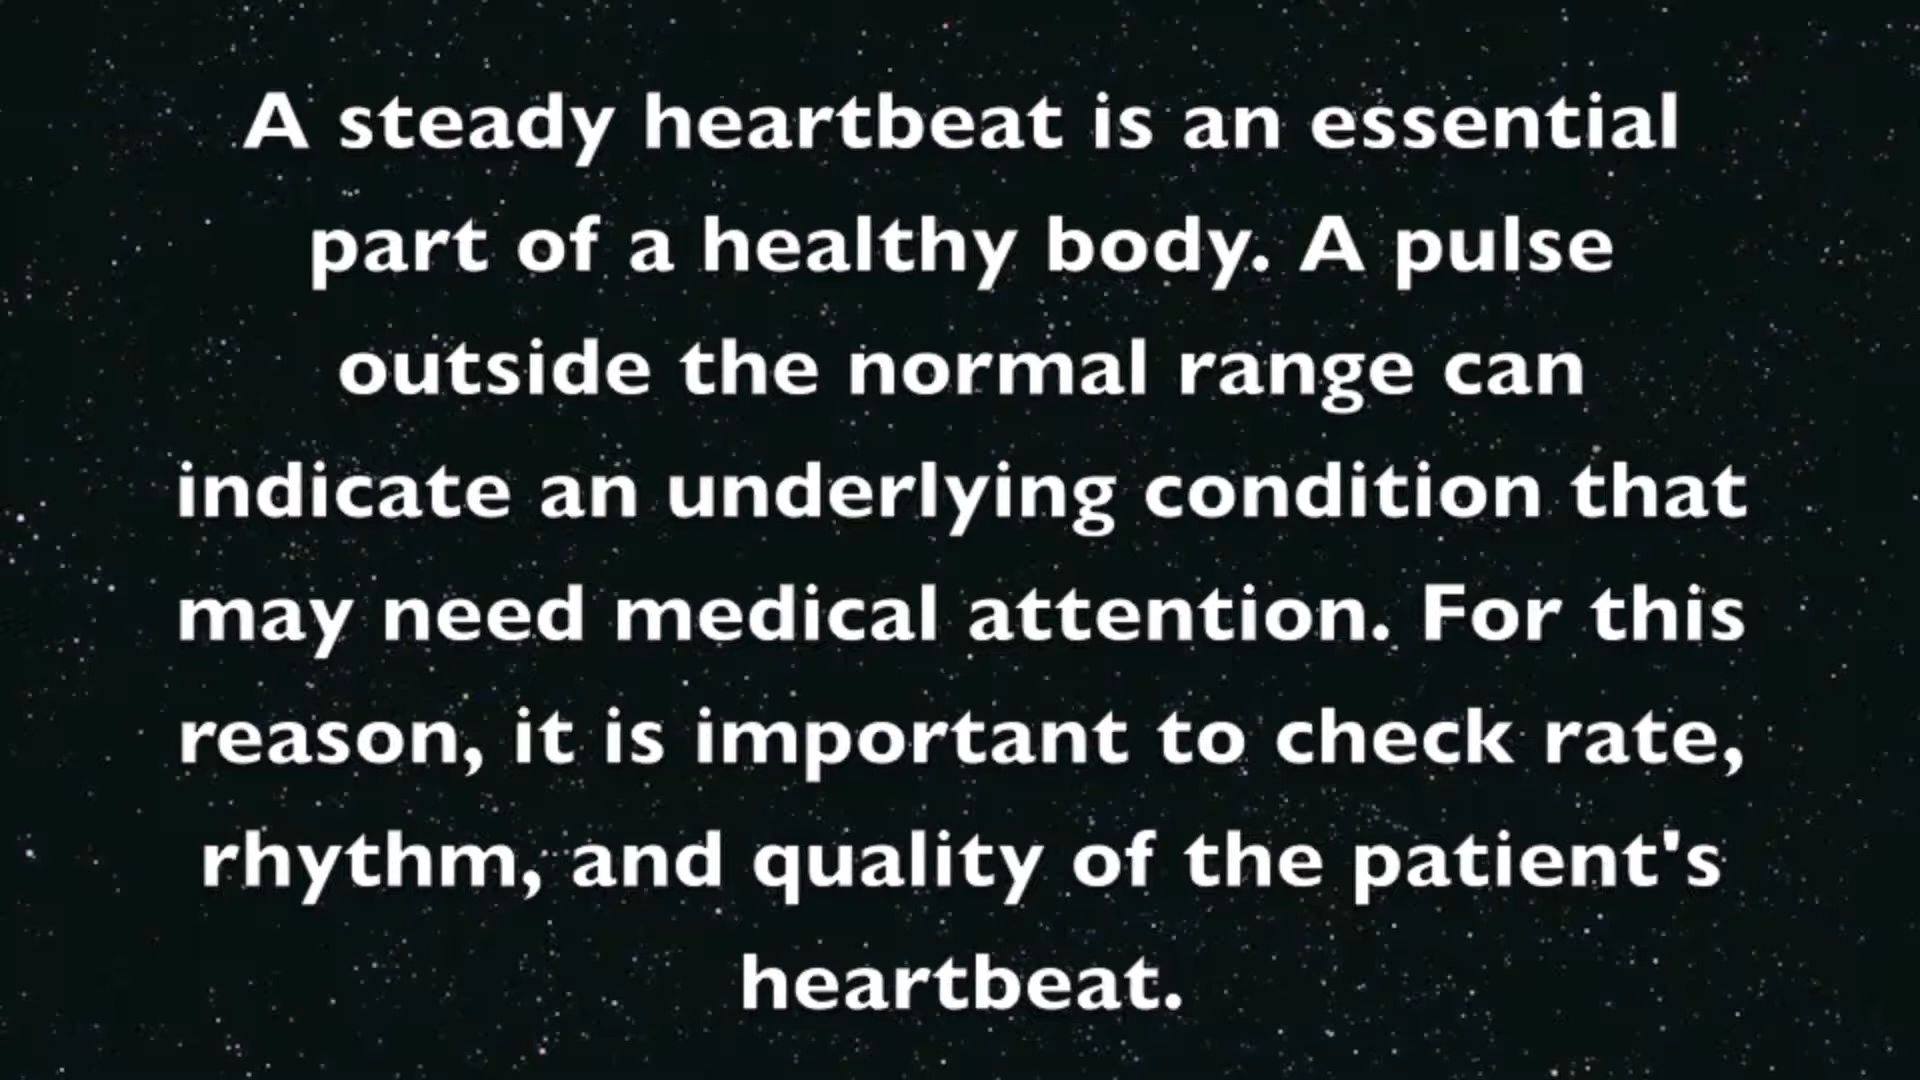 A steady heartbeat is an essential
part of a healthy body. A pulse
outside the normal range can
indicate an underlying condition that
may need medical attention. For this
reason, it is important to check rate,
rhythm, and quality of the patient's
heartbeat.